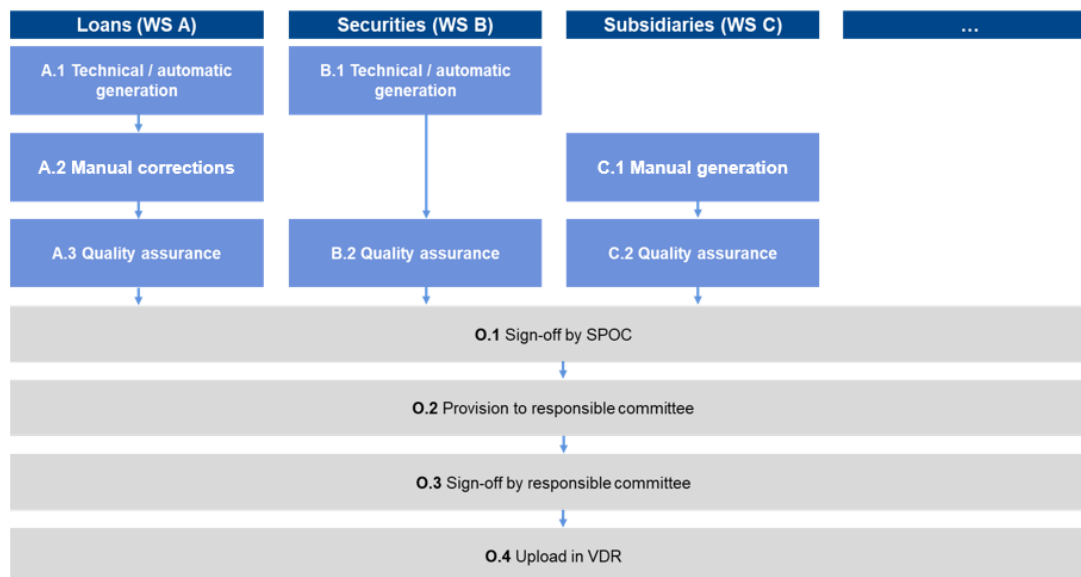 Loans (WS A)
Securities (WS B)
Subsidiaries (WS C)
...
A.1 Technical / automatic
generation
B.1 Technical / automatic
generation
A.2 Manual corrections
C.1 Manual generation
A.3 Quality assurance
B.2 Quality assurance
C.2 Quality assurance
O.1 Sign-off by SPOC
O.2 Provision to responsible committee
O.3 Sign-off by responsible committee
O.4 Upload in VDR